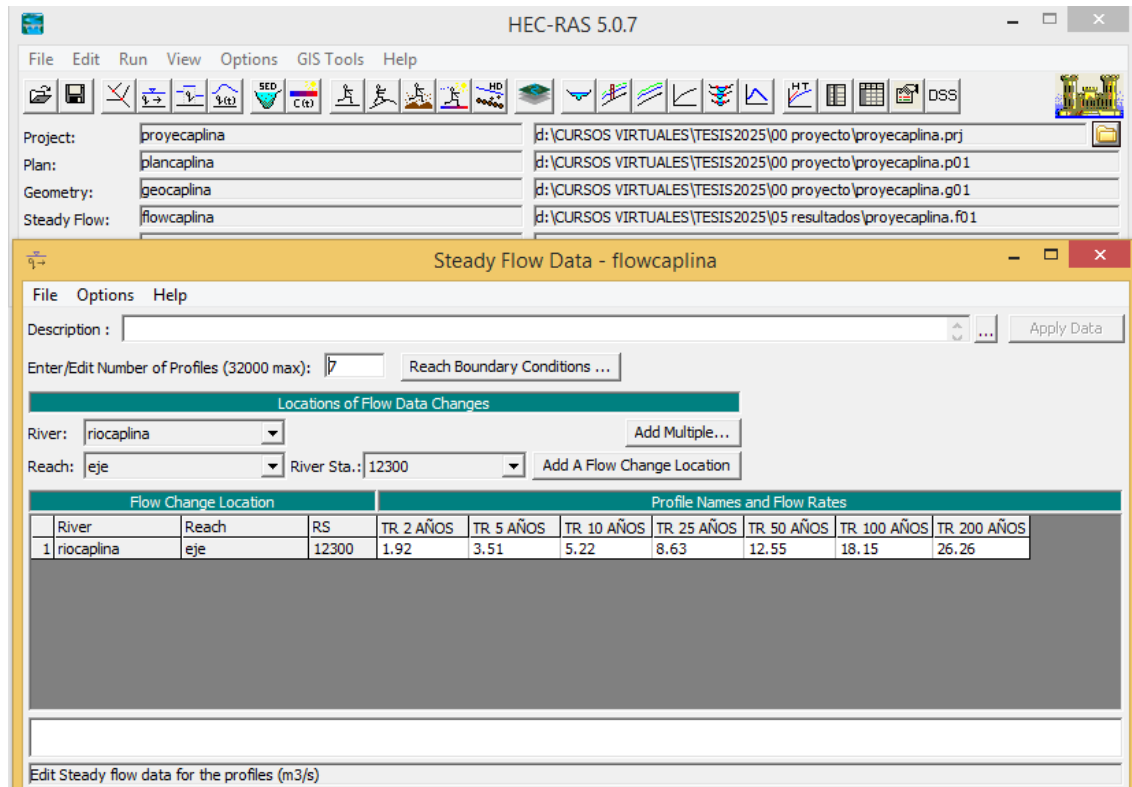 HEC-RAS 5.0.7
File Edit Run View Options GIS Tools Help
SED C(t) HD HT DSS
Project: proyecaplina d:\CURSOS VIRTUALES\TESIS2025\00 proyecto\proyecaplina.prj
Plan: plancaplina d:\CURSOS VIRTUALES\TESIS2025\00 proyecto\proyecaplina.p01
Geometry: geocaplina d:\CURSOS VIRTUALES\TESIS2025\00 proyecto\proyecaplina.g01
Steady Flow: flowcaplina d:\CURSOS VIRTUALES\TESIS2025\05 resultados\proyecaplina.f01
Steady Flow Data - flowcaplina
File Options Help
Description : ... Apply Data
Enter/Edit Number of Profiles (32000 max): 7 Reach Boundary Conditions ...
Locations of Flow Data Changes
River: riocaplina Add Multiple...
Reach: eje River Sta.: 12300 Add A Flow Change Location
Flow Change Location Profile Names and Flow Rates
River Reach RS TR 2 AÑOS TR 5 AÑOS TR 10 AÑOS TR 25 AÑOS TR 50 AÑOS TR 100 AÑOS TR 200 AÑOS
1 riocaplina eje 12300 1.92 3.51 5.22 8.63 12.55 18.15 26.26
Edit Steady flow data for the profiles (m3/s)